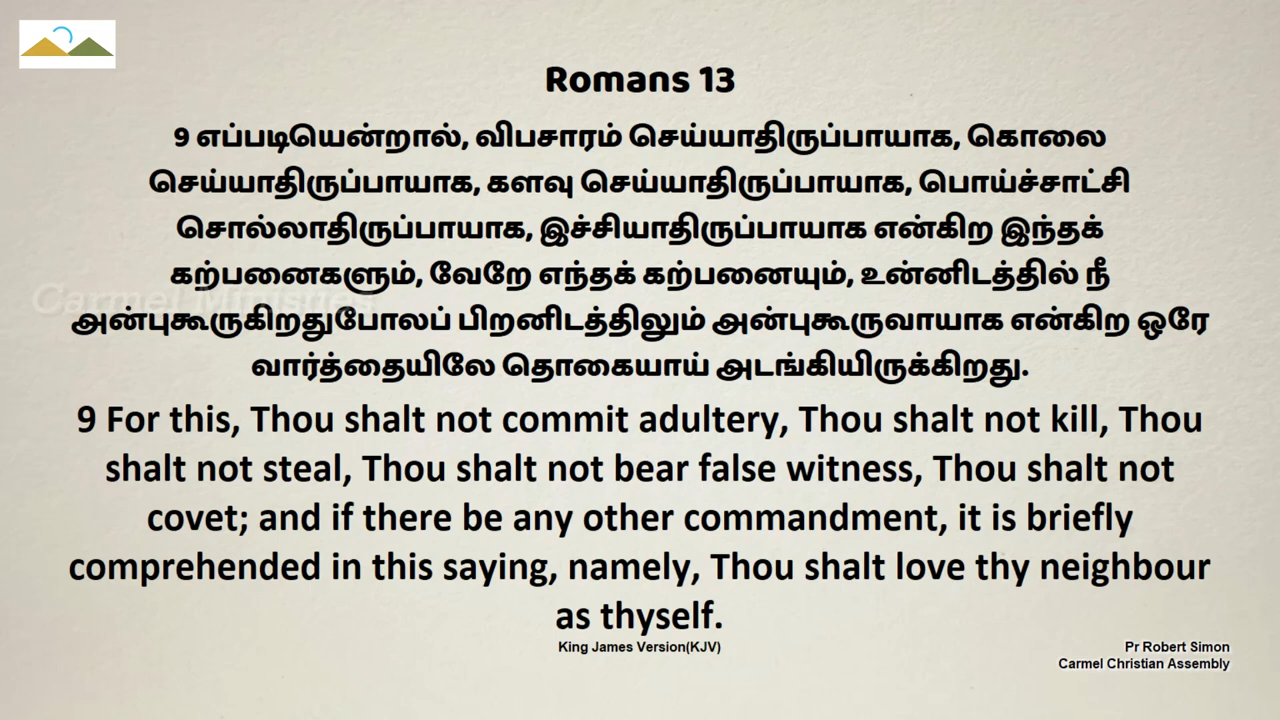 Romans 13
9 எப்படியென்றால், விபசாரம் செய்யாதிருப்பாயாக, கொலை
செய்யாதிருப்பாயாக, களவு செய்யாதிருப்பாயாக, பொய்ச்சாட்சி
சொல்லாதிருப்பாயாக, இச்சியாதிருப்பாயாக என்கிற இந்தக்
கற்பனைகளும், வேறே எந்தக் கற்பனையும், உன்னிடத்தில் நீ
Carmel Ministries
அன்புகூருகிறதுபோலப் பிறனிடத்திலும் அன்புகூருவாயாக என்கிற ஒரே
வார்த்தையிலே தொகையாய் அடங்கியிருக்கிறது.
9 For this, Thou shalt not commit adultery, Thou shalt not kill, Thou
shalt not steal, Thou shalt not bear false witness, Thou shalt not
covet; and if there be any other commandment, it is briefly
comprehended in this saying, namely, Thou shalt love thy neighbour
as thyself.
King James Version(KJV)
Pr Robert Simon
Carmel Christian Assembly